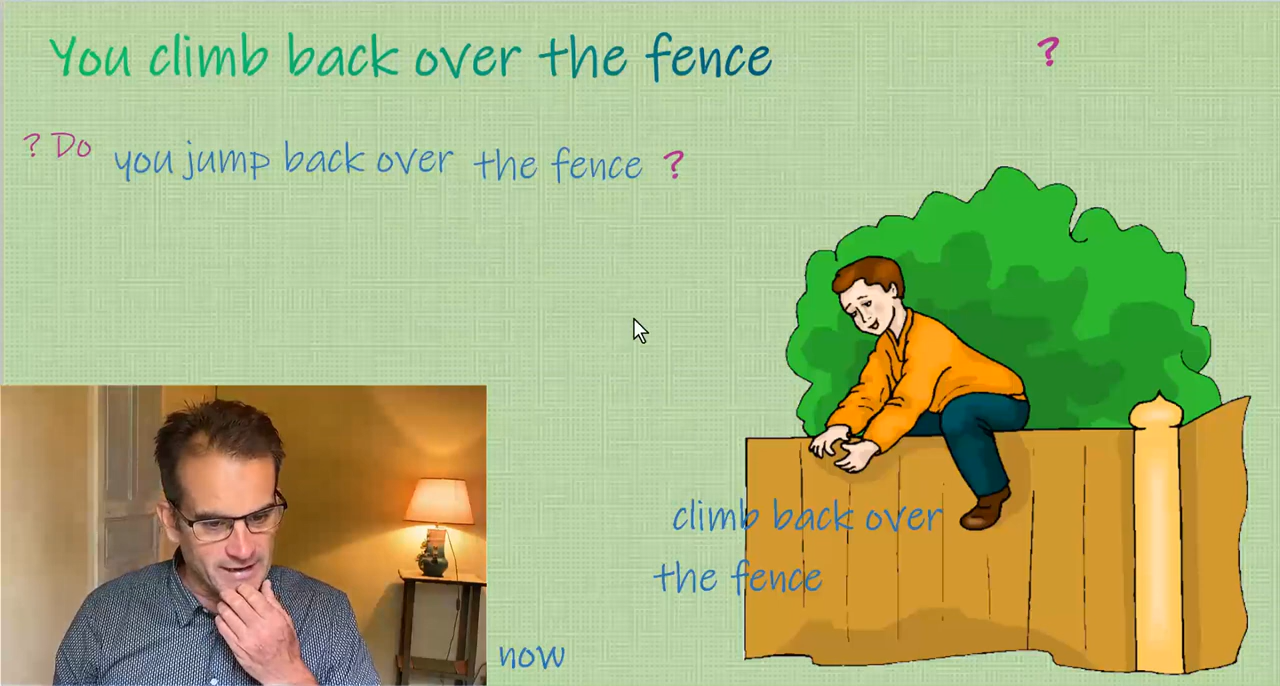 You climb back over the fence ?
? Do you jump back over the fence ?
climb back over
the fence
now